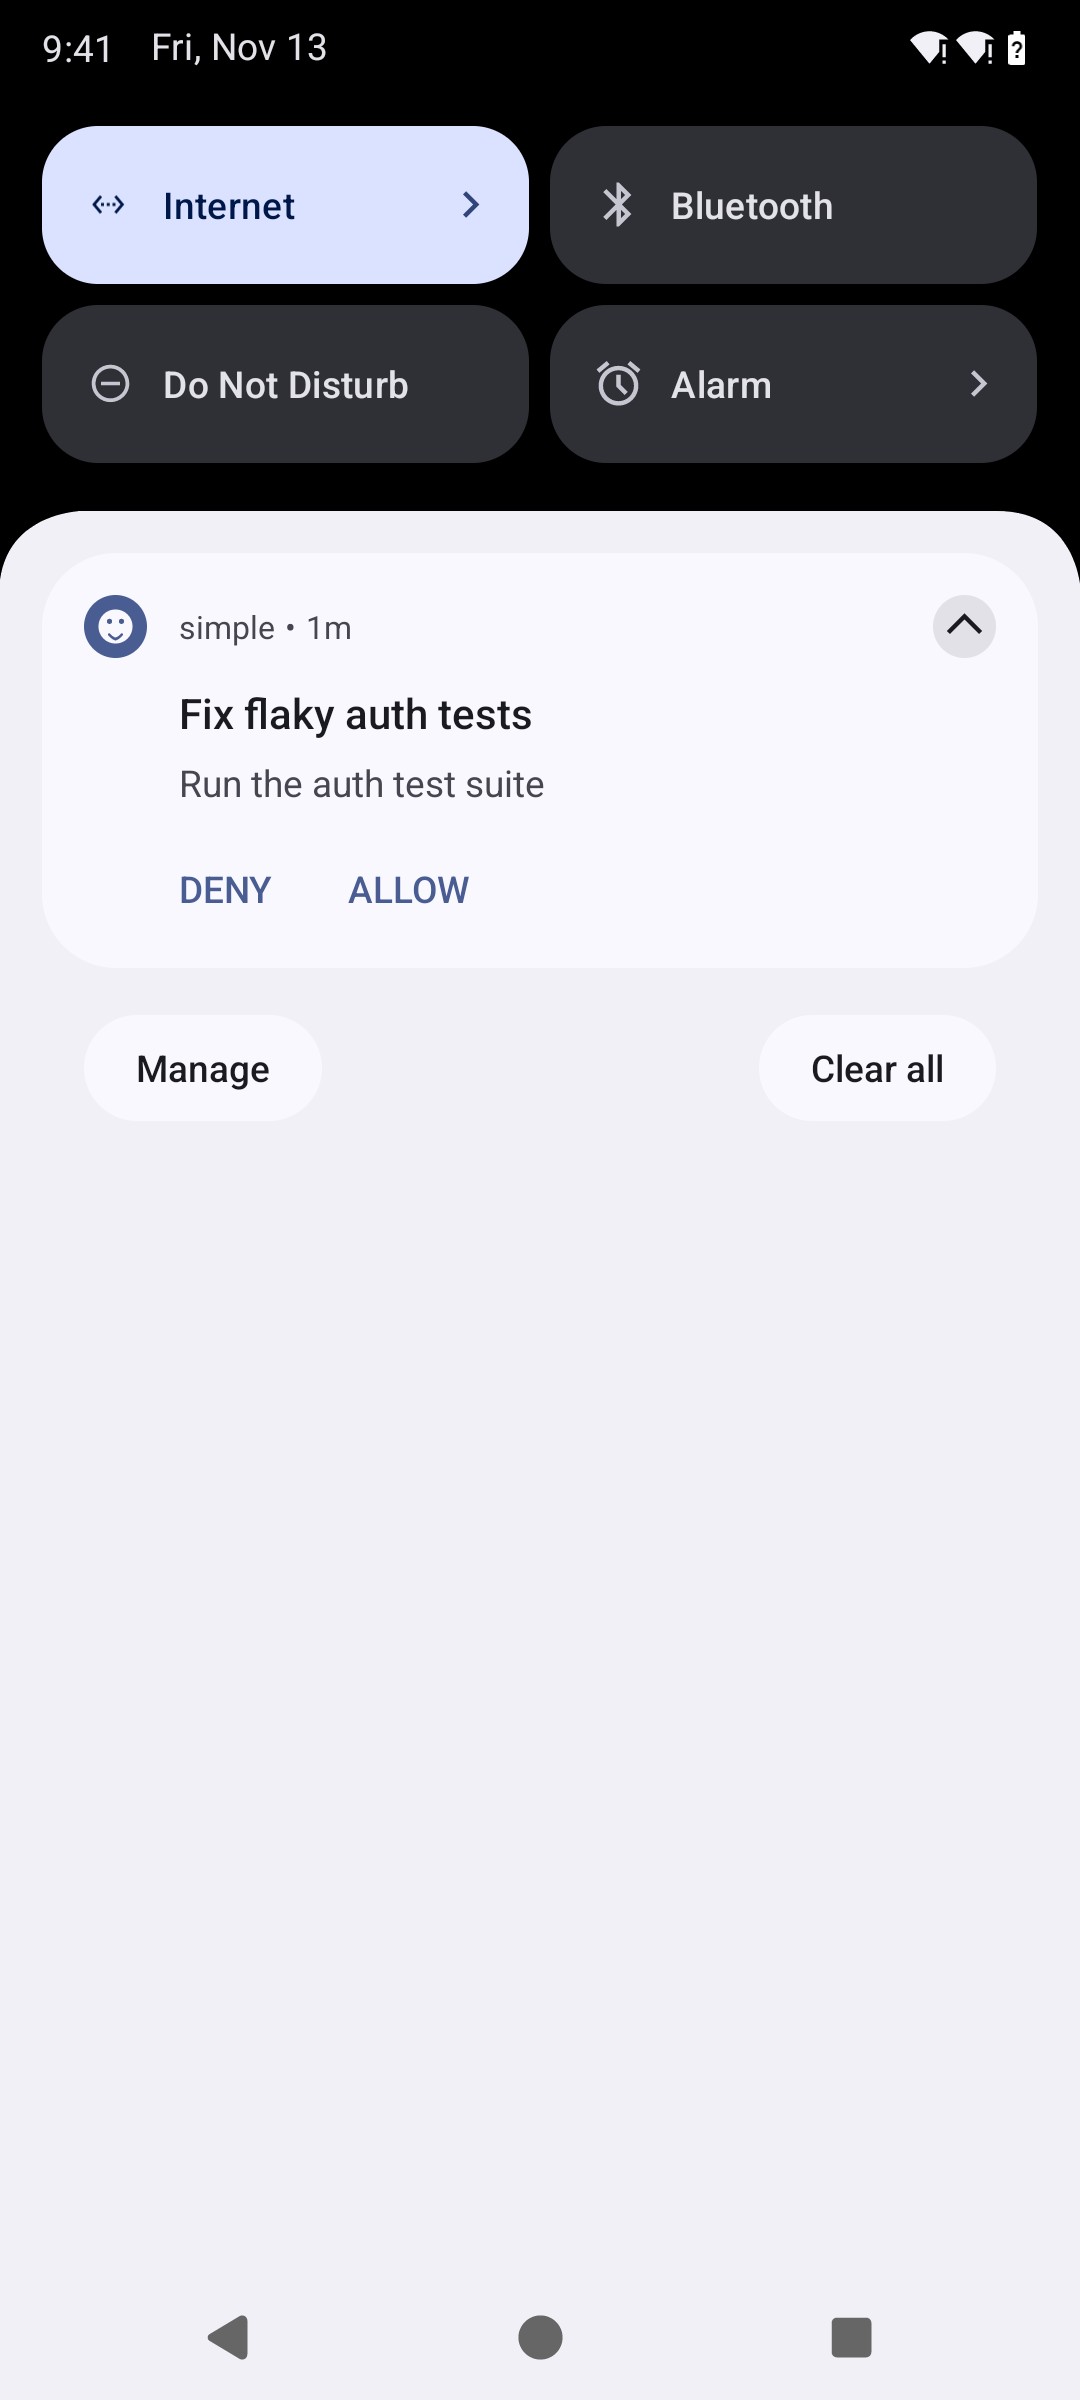 9:41 Fri, Nov 13
Internet
Bluetooth
Do Not Disturb
Alarm
simple • 1m
Fix flaky auth tests
Run the auth test suite
DENY ALLOW
Manage
Clear all